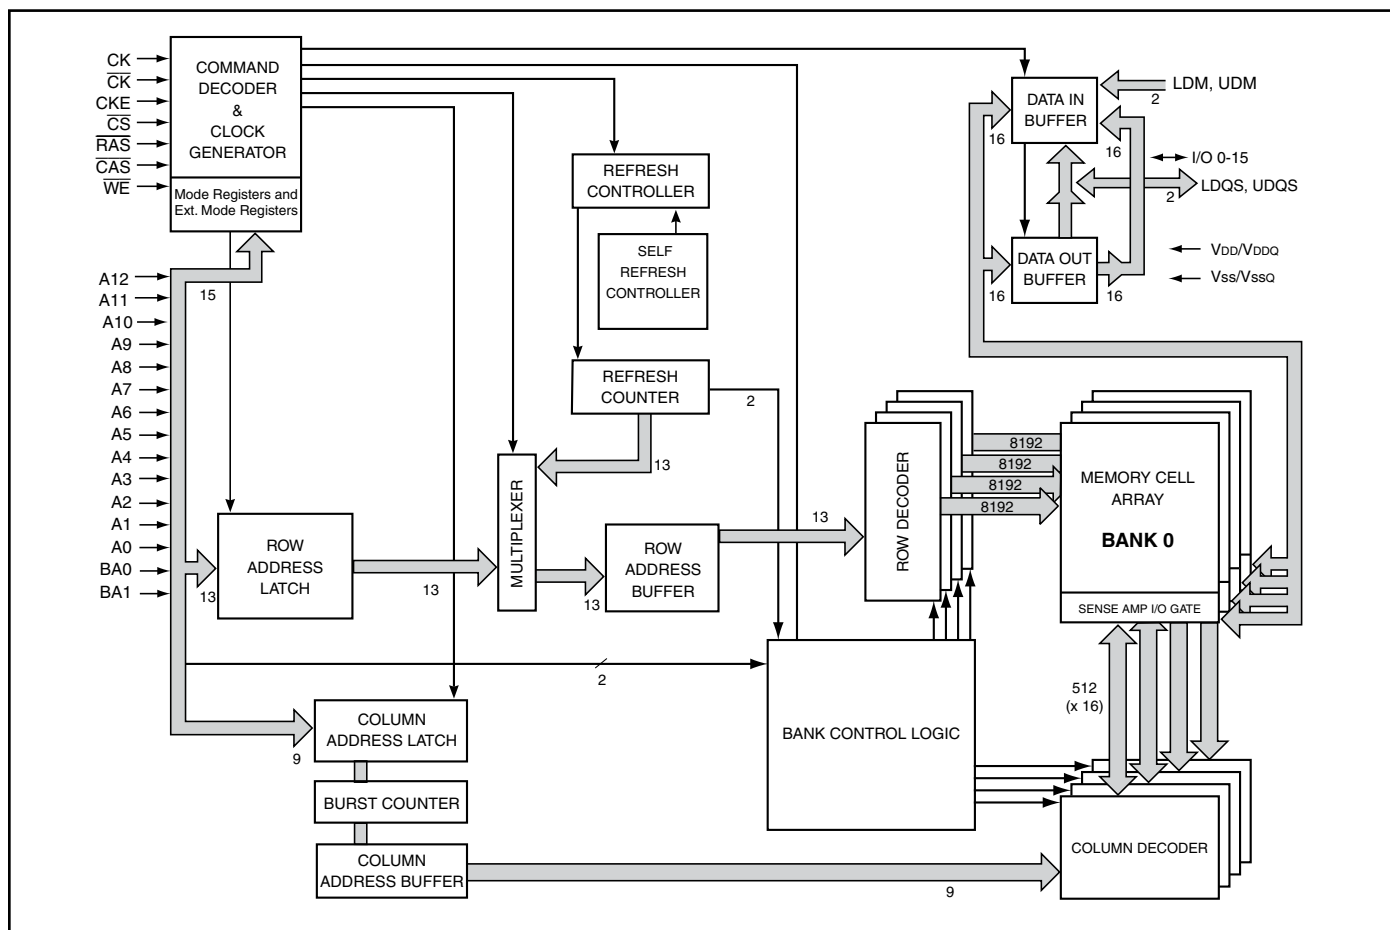 CK
CK
CKE
CS
RAS
CAS
WE
COMMAND
DECODER
&
CLOCK
GENERATOR
Mode Registers and
Ext. Mode Registers
A12
A11
A10
A9
A8
A7
A6
A5
A4
A3
A2
A1
A0
BA0
BA1
15
13
ROW
ADDRESS
LATCH
13
MULTIPLEXER
13
REFRESH
CONTROLLER
SELF
REFRESH
CONTROLLER
REFRESH
COUNTER
2
13
ROW
ADDRESS
BUFFER
13
ROW DECODER
8192
8192
8192
8192
MEMORY CELL
ARRAY
BANK 0
SENSE AMP I/O GATE
DATA IN
BUFFER
LDM, UDM
2
16
16
I/O 0-15
LDQS, UDQS
2
DATA OUT
BUFFER
16
16
VDD/VDDQ
VSS/VSSQ
2
9
COLUMN
ADDRESS LATCH
BURST COUNTER
COLUMN
ADDRESS BUFFER
9
BANK CONTROL LOGIC
512
(x 16)
COLUMN DECODER